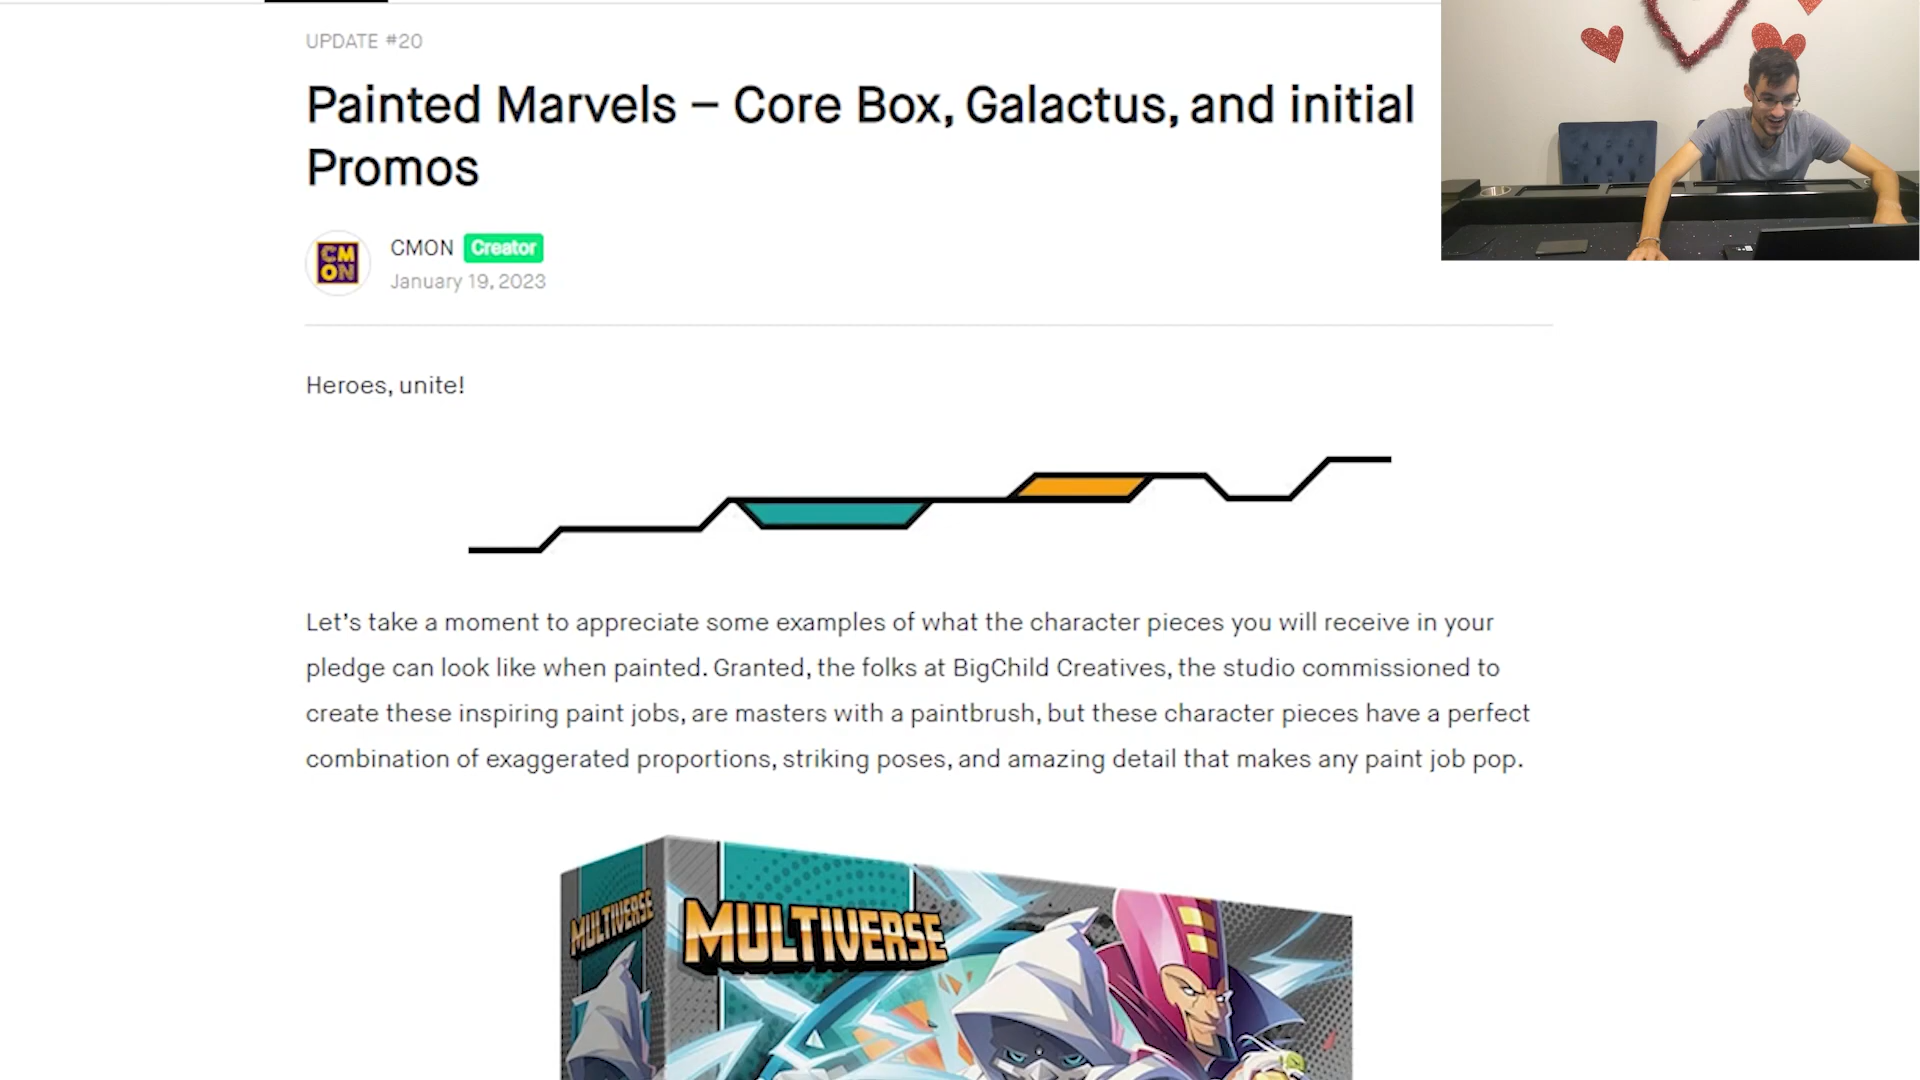 UPDATE #20
Painted Marvels – Core Box, Galactus, and initial
Promos
CM
ON
CMON Creator
January 19, 2023
Heroes, unite!
Let’s take a moment to appreciate some examples of what the character pieces you will receive in your
pledge can look like when painted. Granted, the folks at BigChild Creatives, the studio commissioned to
create these inspiring paint jobs, are masters with a paintbrush, but these character pieces have a perfect
combination of exaggerated proportions, striking poses, and amazing detail that makes any paint job pop.
MULTIVERSE
MULTIVERSE